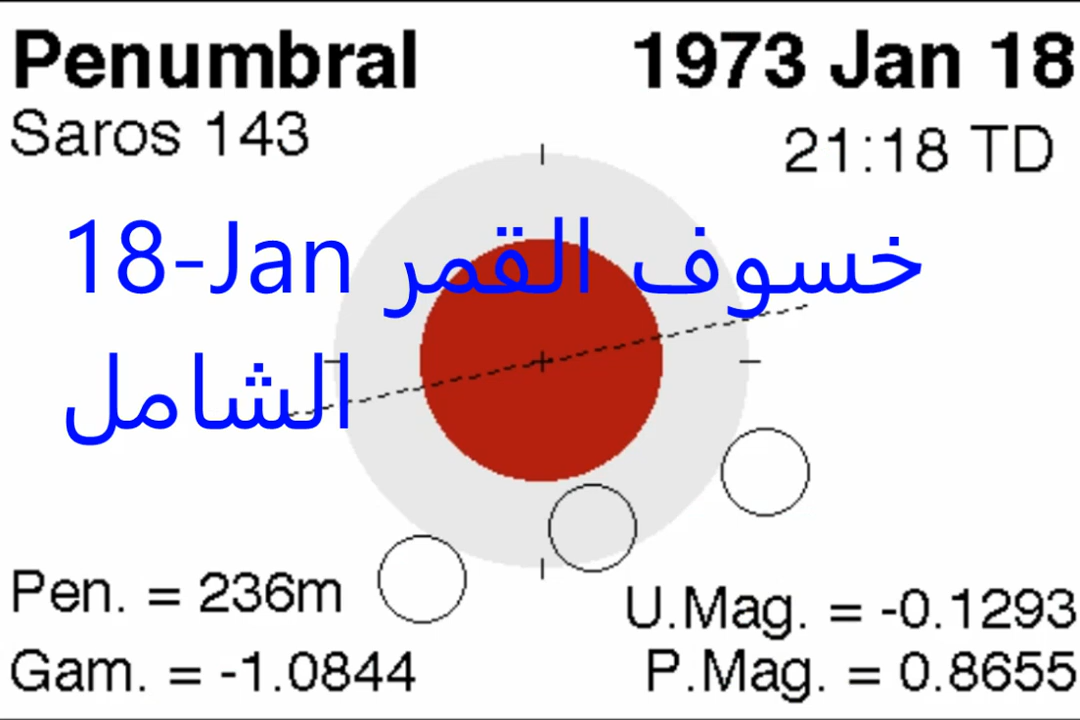 Penumbral
1973 Jan 18
Saros 143
21:18 TD
18-Jan خسوف القمر
الشامل
Pen. = 236m
U.Mag. = -0.1293
Gam. = -1.0844
P.Mag. = 0.8655